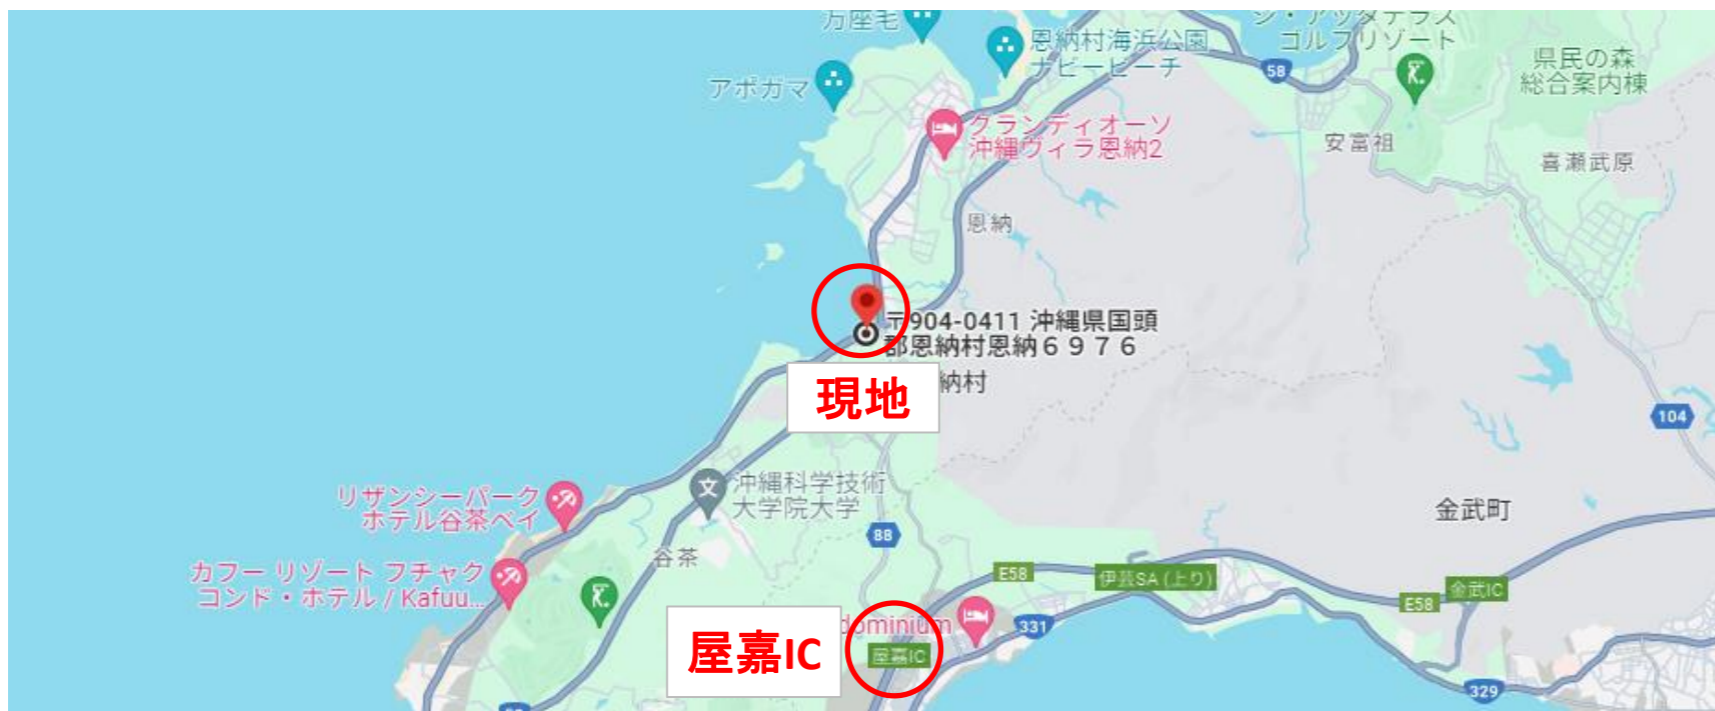 万座毛
恩納村海浜公園
ナビービーチ
アポガマ
グランディオーソ
沖縄ヴィラ恩納2
ゴルフリゾート
58
県民の森
総合案内棟
安富祖
喜瀬武原
恩納
〒904-0411 沖縄県国頭
郡恩納村恩納６９７６
現地
納村
104
リザンシーパーク
ホテル谷茶ベイ
沖縄科学技術
大学院大学
88
金武町
谷茶
カフー リゾート フチャク
コンド・ホテル / Kafuu...
E58
伊芸SA (上り)
金武IC
E58
dominium
331
屋嘉IC
屋嘉IC
329